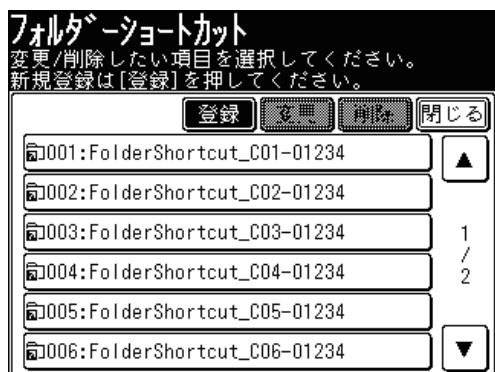 フォルダーショートカット
変更/削除したい項目を選択してください。
新規登録は[登録]を押してください。
登録 変更 削除 閉じる
001:FolderShortcut_C01-01234
002:FolderShortcut_C02-01234
003:FolderShortcut_C03-01234
1/2
004:FolderShortcut_C04-01234
005:FolderShortcut_C05-01234
006:FolderShortcut_C06-01234